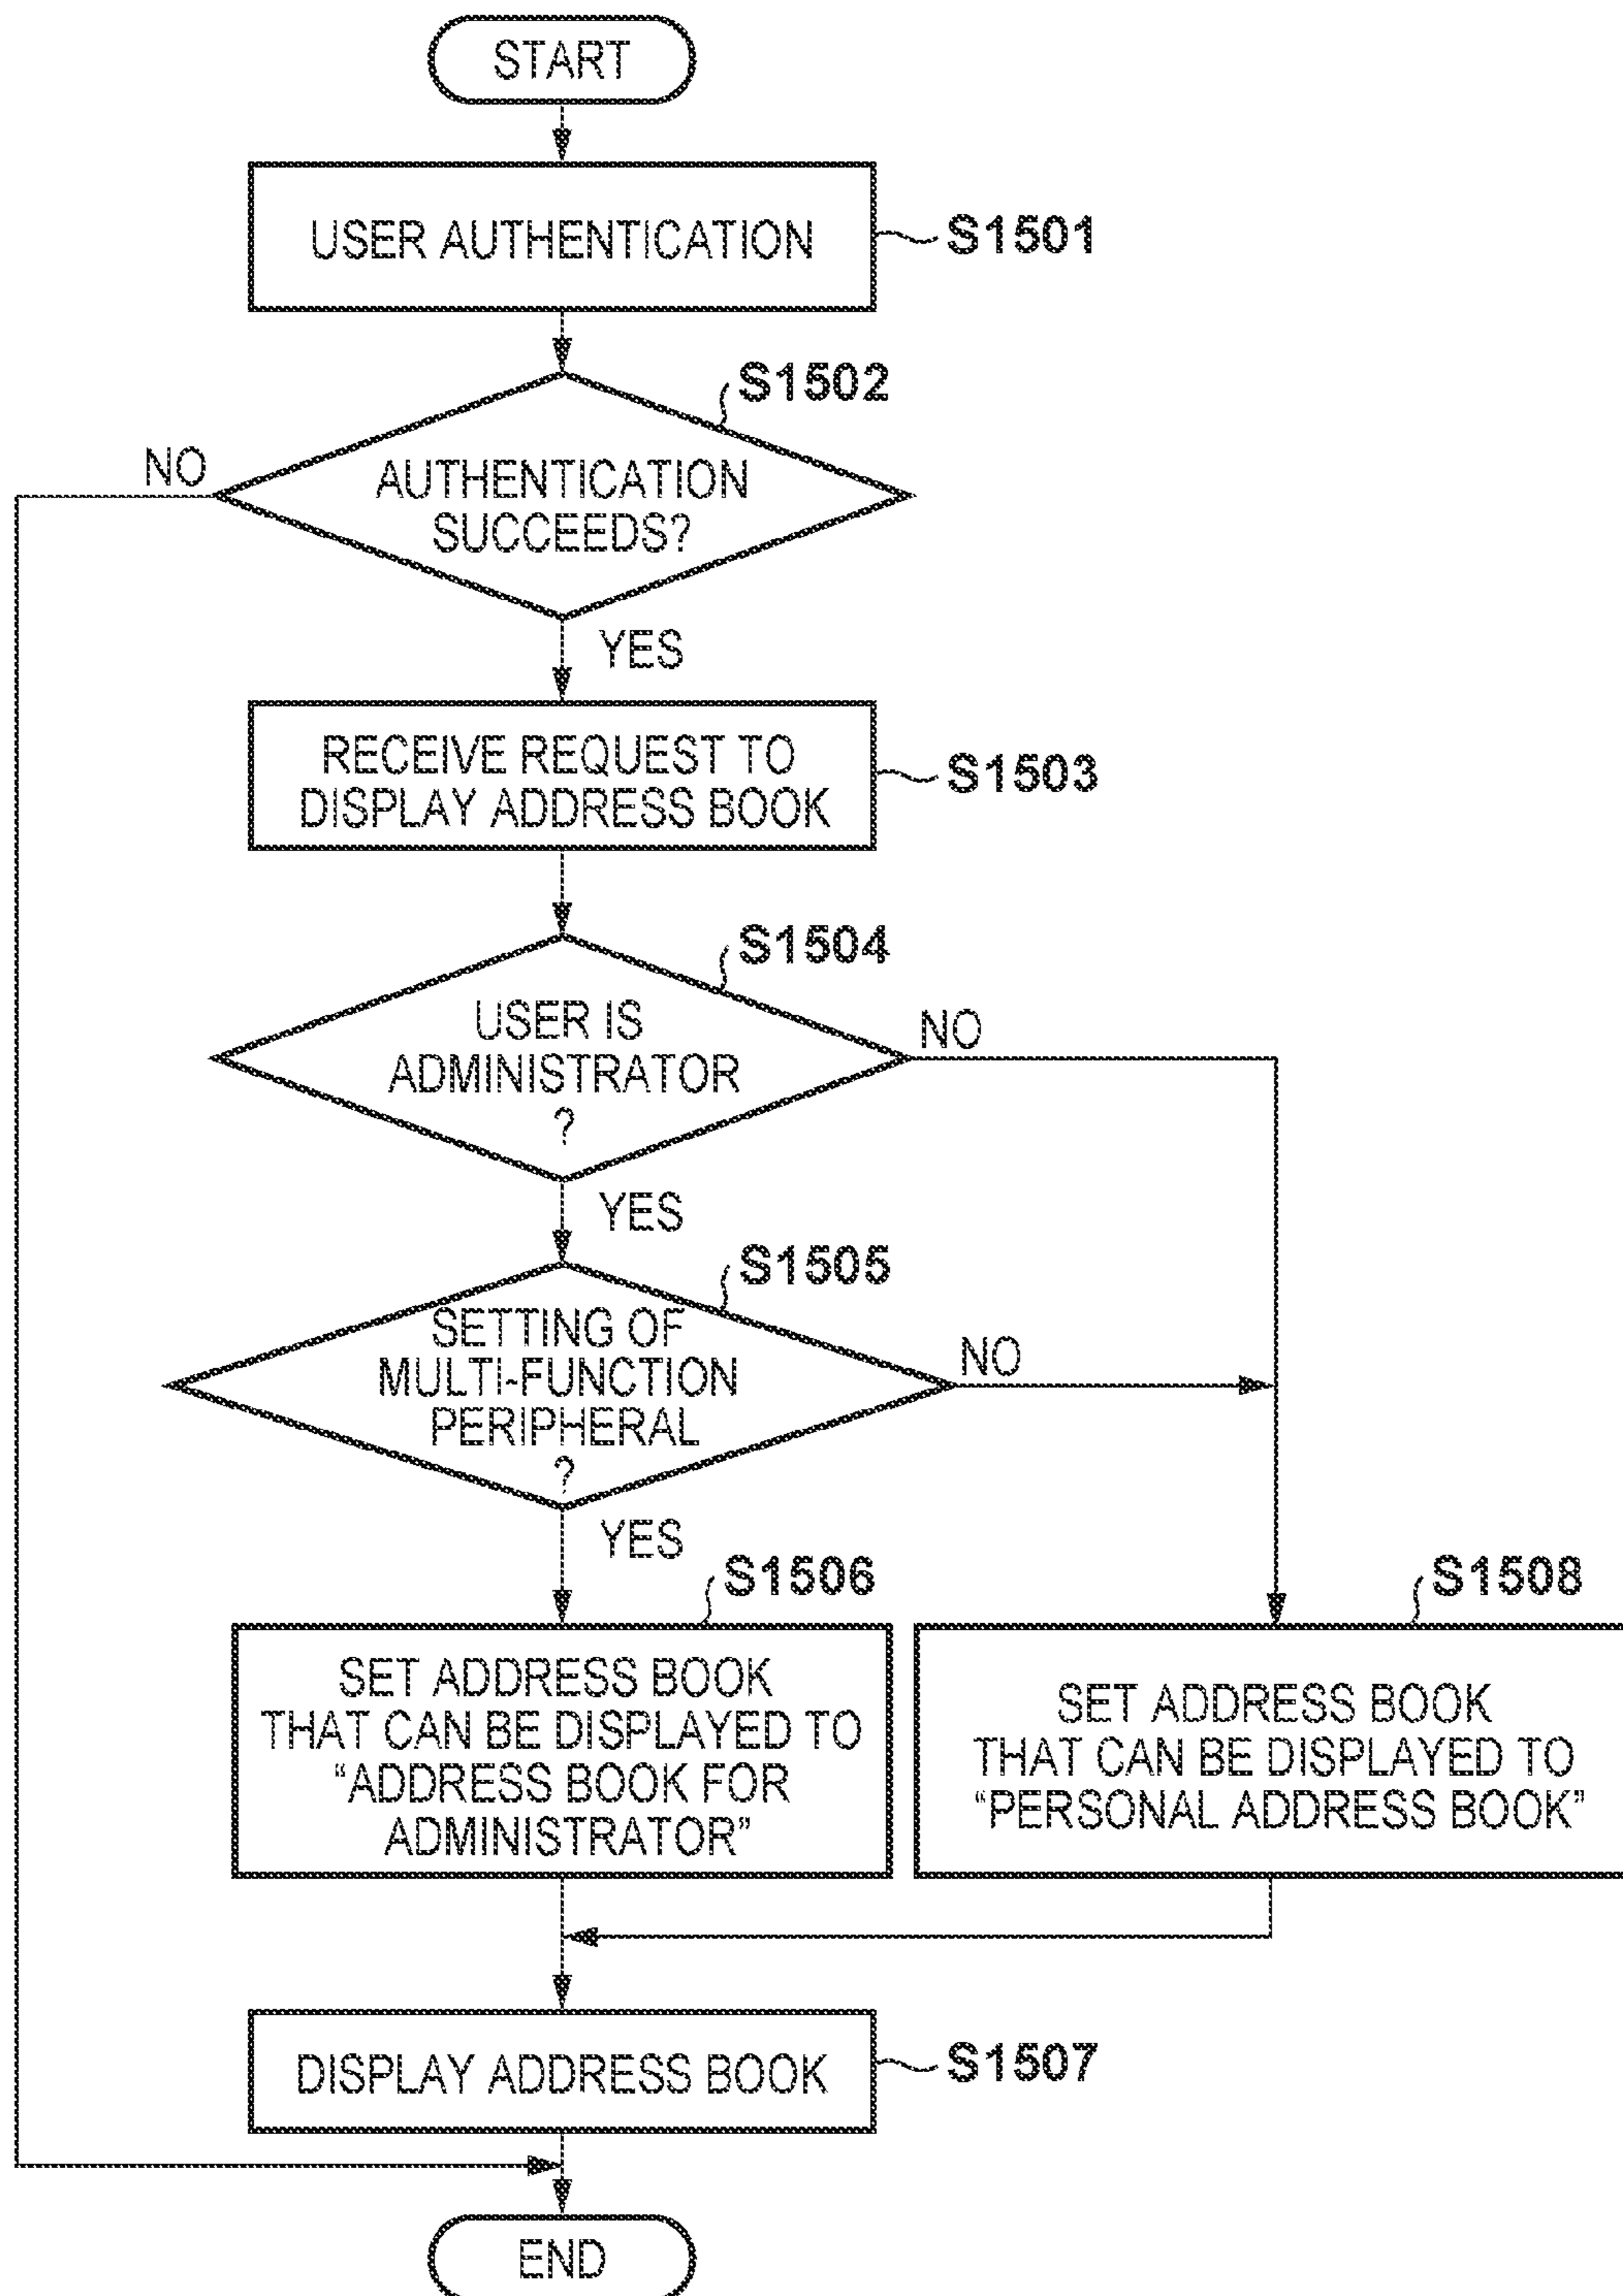 START
USER AUTHENTICATION
S1501
S1502
NO
AUTHENTICATION
SUCCEEDS?
YES
RECEIVE REQUEST TO
DISPLAY ADDRESS BOOK
S1503
S1504
USER IS
ADMINISTRATOR
?
NO
YES
S1505
SETTING OF
MULTI-FUNCTION
PERIPHERAL
?
NO
YES
S1506
SET ADDRESS BOOK
THAT CAN BE DISPLAYED TO
“ADDRESS BOOK FOR
ADMINISTRATOR”
S1508
SET ADDRESS BOOK
THAT CAN BE DISPLAYED TO
“PERSONAL ADDRESS BOOK”
DISPLAY ADDRESS BOOK
S1507
END